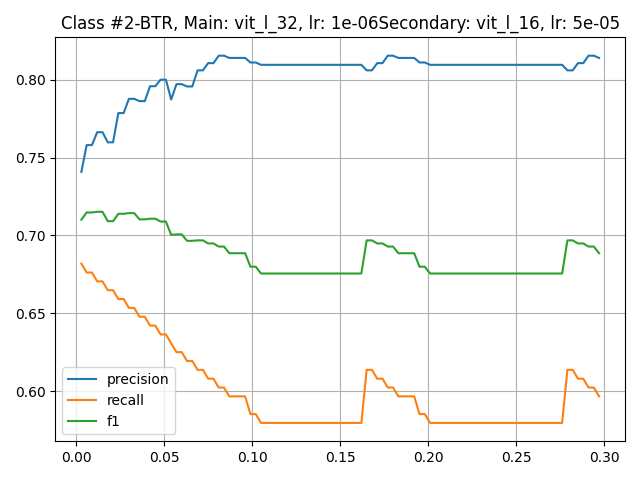 Class #2-BTR, Main: vit_l_32, lr: 1e-06Secondary: vit_l_16, lr: 5e-05
0.80
0.75
0.70
0.65
0.60
precision
recall
f1
0.00 0.05 0.10 0.15 0.20 0.25 0.30